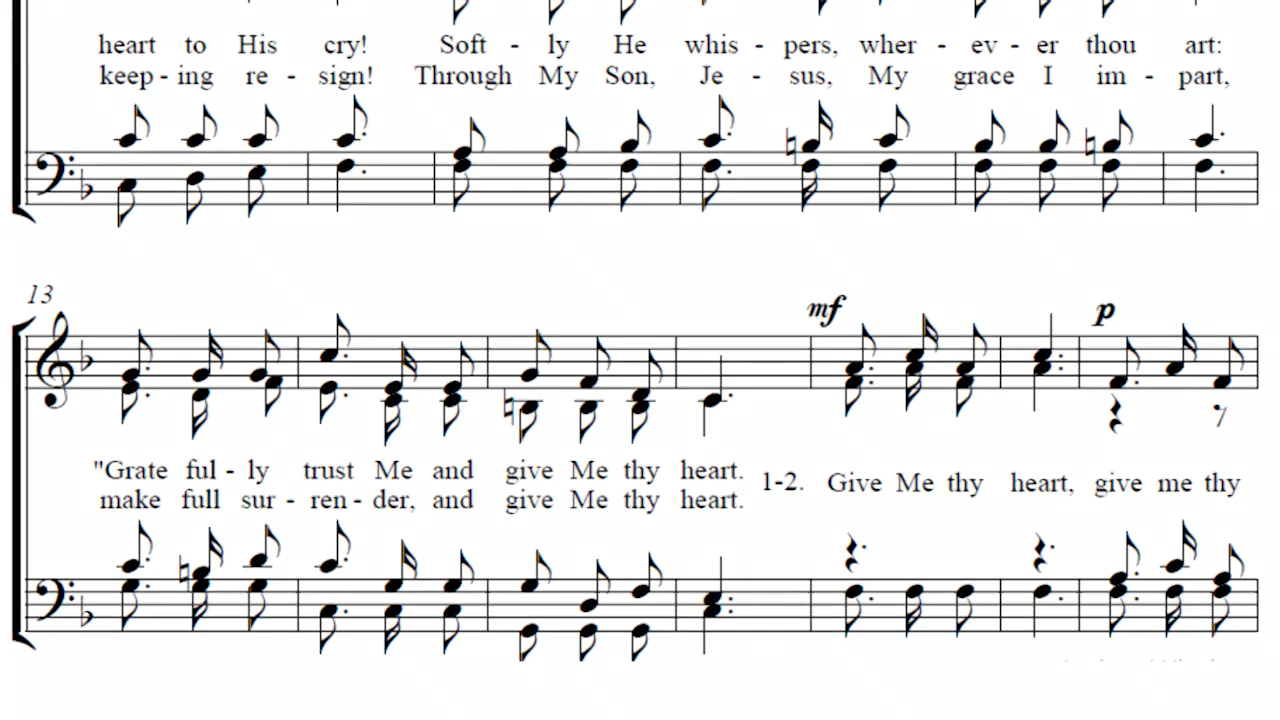 heart to His cry! Soft - ly He whis - pers, wher - ev - er thou art:
keep - ing re - sign! Through My Son, Je - sus, My grace I im - part,
13
mf p
"Grate ful - ly trust Me and give Me thy heart. 1-2. Give Me thy heart, give me thy
make full sur - ren - der, and give Me thy heart.